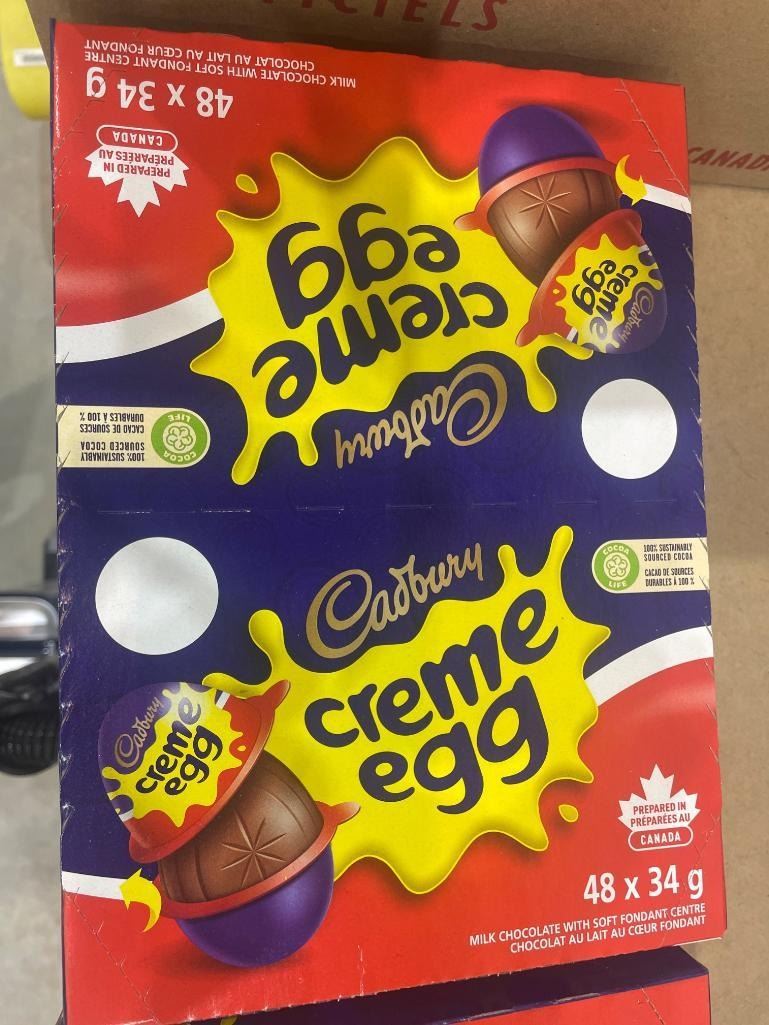 CIELS
CANAD
MILK CHOCOLATE WITH SOFT FONDANT CENTRE
CHOCOLAT AU LAIT AU CŒUR FONDANT
48 x 34 g
PREPARED IN
PRÉPARÉES AU
CANADA
Cadbury
creme
egg
Cadbury
creme
egg
100% SUSTAINABLY
SOURCED COCOA
CACAO DE SOURCES
DURABLES À 100 %
COCOA
LIFE
Cadbury
creme
egg
COCOA
LIFE
100% SUSTAINABLY
SOURCED COCOA
CACAO DE SOURCES
DURABLES À 100 %
Cadbury
creme
egg
PREPARED IN
PRÉPARÉES AU
CANADA
48 x 34 g
MILK CHOCOLATE WITH SOFT FONDANT CENTRE
CHOCOLAT AU LAIT AU CŒUR FONDANT